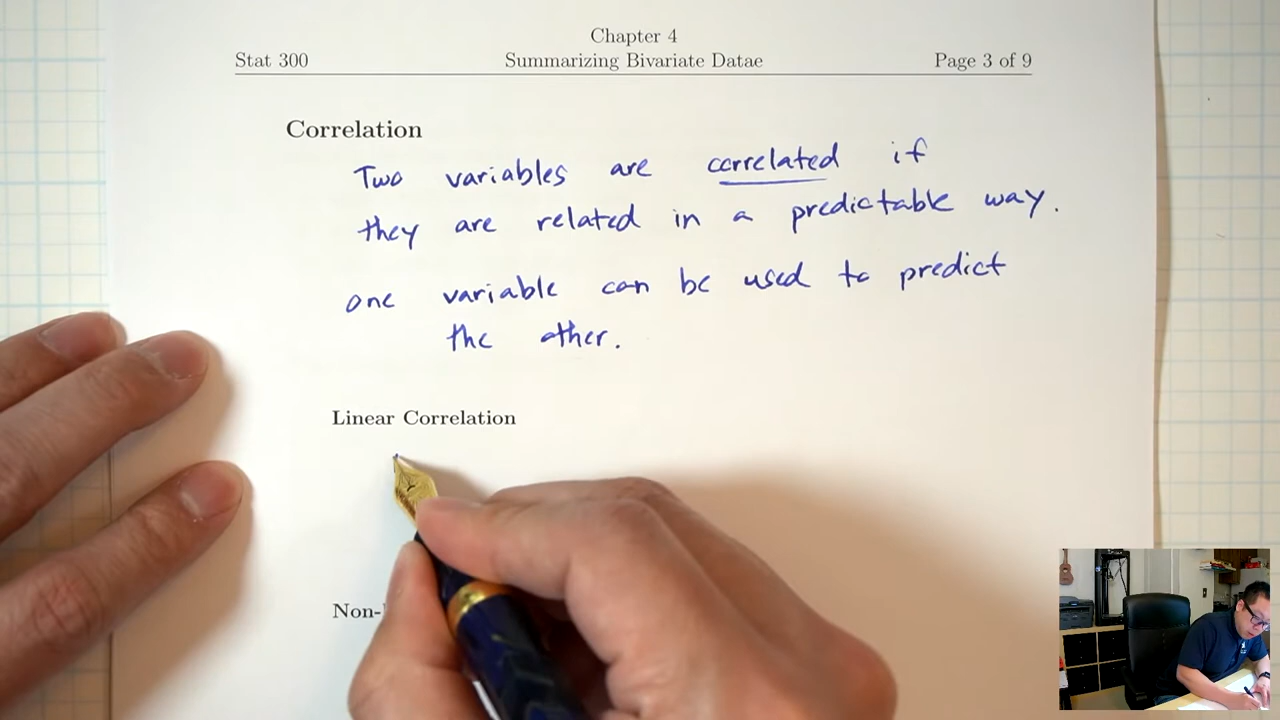 Chapter 4
Stat 300 Summarizing Bivariate Datae Page 3 of 9
Correlation
Two variables are correlated if
they are related in a predictable way.
one variable can be used to predict
the other.
Linear Correlation
Non-